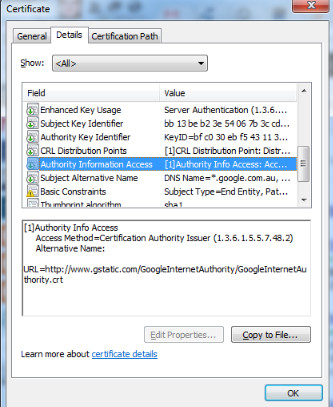 Certificate
General Details Certification Path
Show: <All>
Field Value
Enhanced Key Usage Server Authentication (1.3.6....
Subject Key Identifier bb 13 be b2 3e 54 06 7b 3c cd...
Authority Key Identifier KeyID=bf c0 30 eb f5 43 11 3...
CRL Distribution Points [1]CRL Distribution Point: Distr...
Authority Information Access [1]Authority Info Access: Acc...
Subject Alternative Name DNS Name=*.google.com.au, ...
Basic Constraints Subject Type=End Entity, Pat...
Thumbprint algorithm sha1
[1]Authority Info Access
Access Method=Certification Authority Issuer (1.3.6.1.5.5.7.48.2)
Alternative Name:
URL=http://www.gstatic.com/GoogleInternetAuthority/GoogleInternetAu
thority.crt
Edit Properties... Copy to File...
Learn more about certificate details
OK